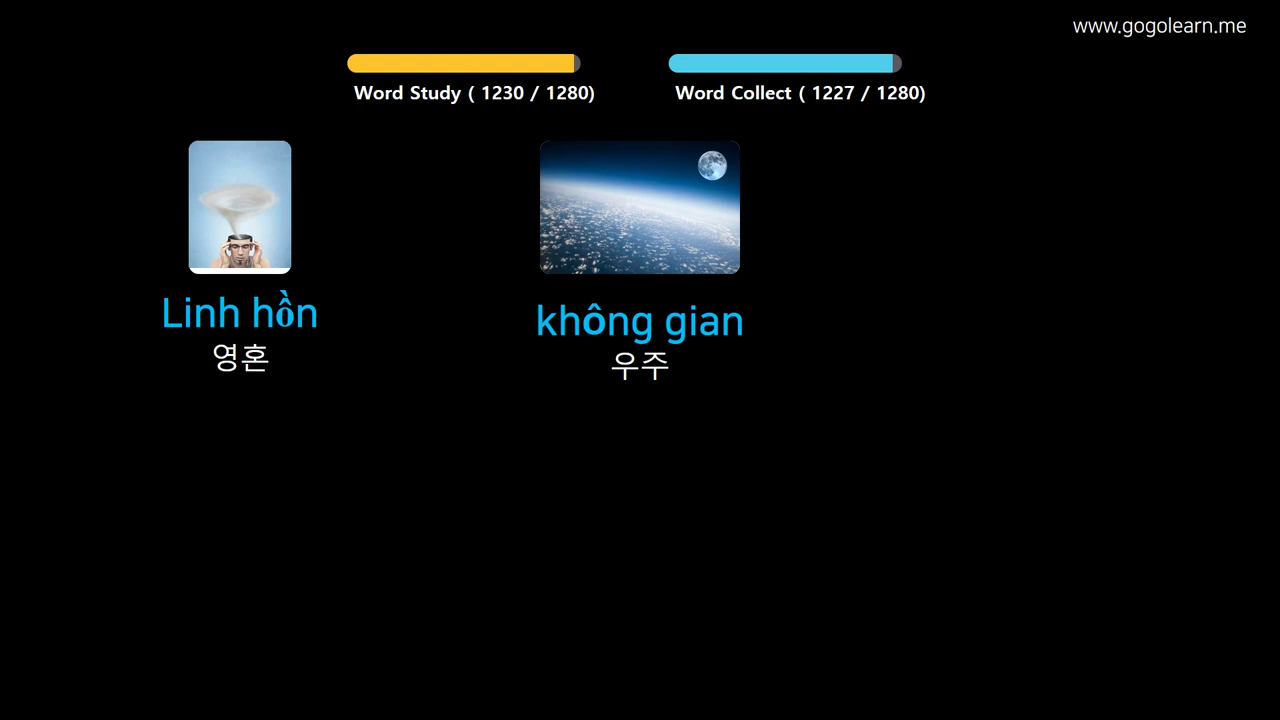 www.gogolearn.me
Word Study ( 1230 / 1280)
Word Collect ( 1227 / 1280)
Linh hồn
영혼
không gian
우주